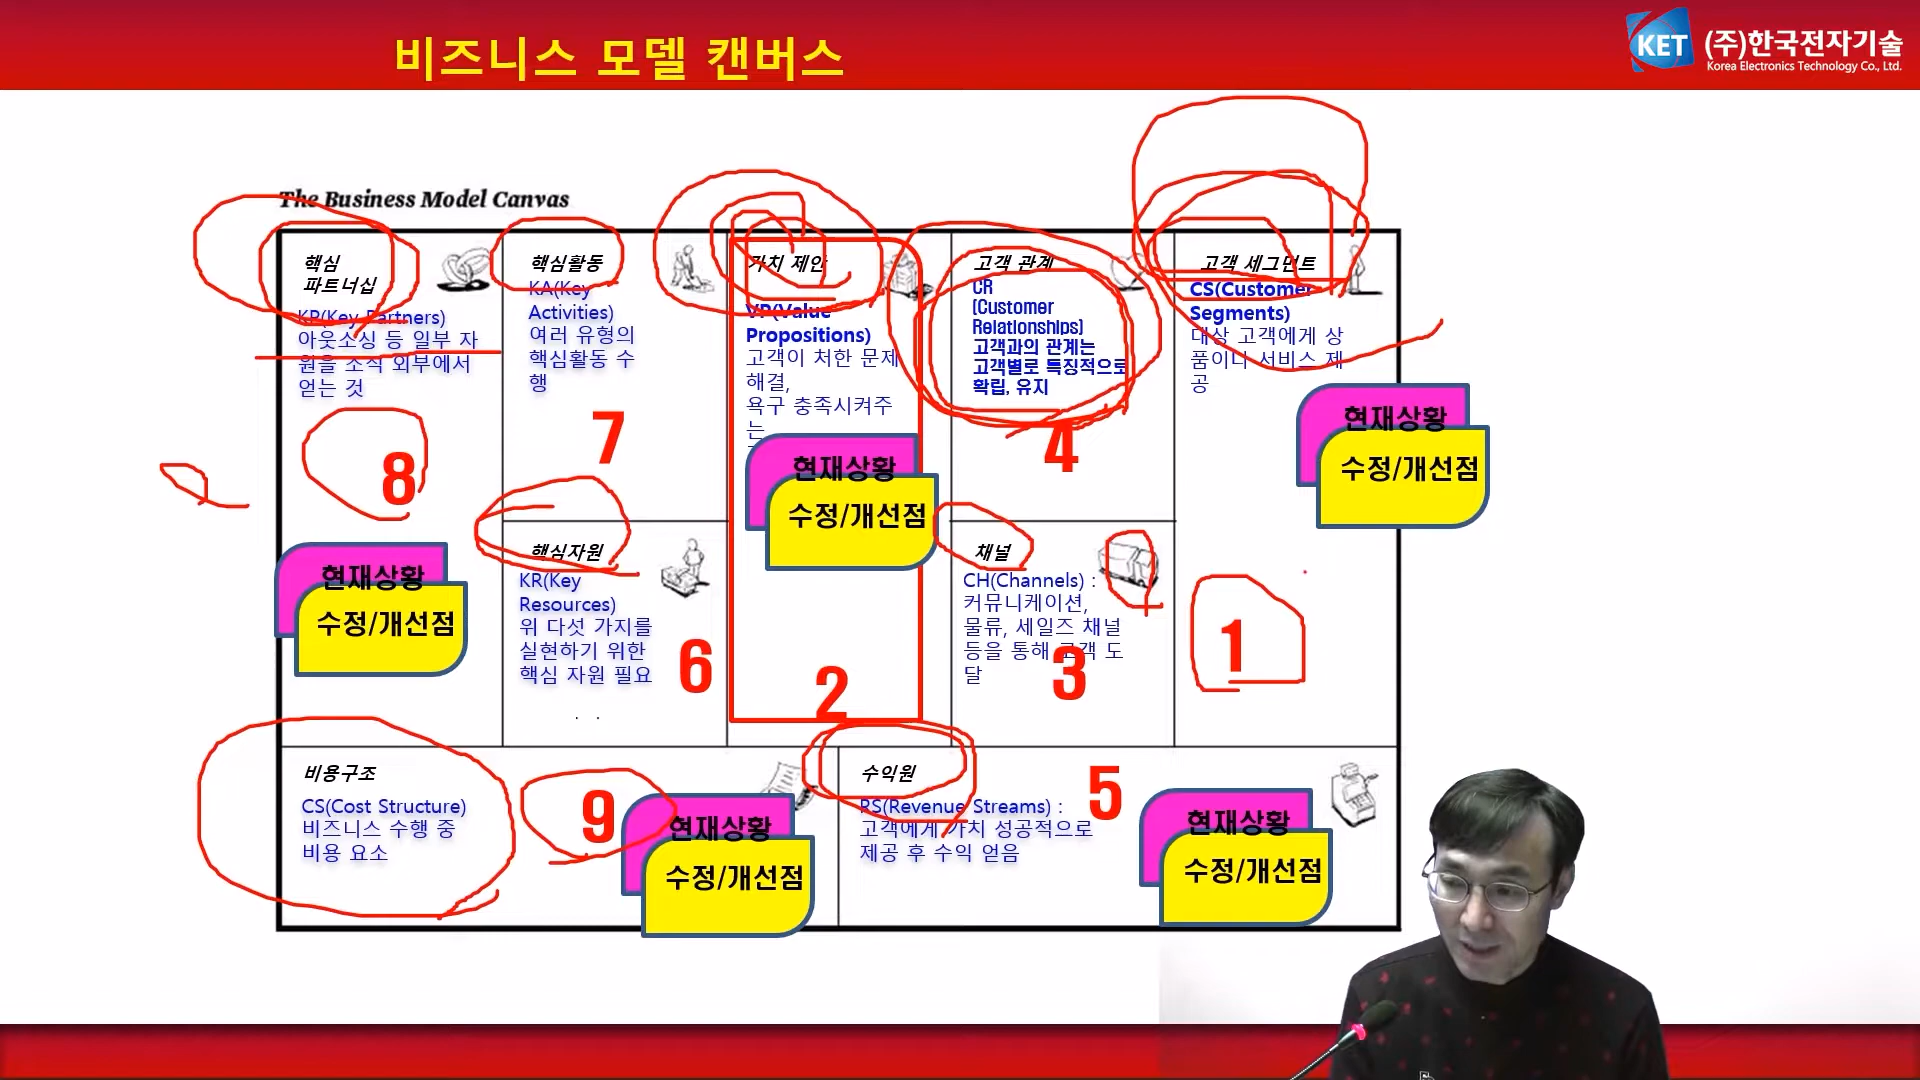 비즈니스 모델 캔버스
KET
(주)한국전자기술
Korea Electronics Technology Co., Ltd.
The Business Model Canvas
핵심
파트너십
KP(Key Partners)
아웃소싱 등 일부 자
원을 조직 외부에서
얻는 것
8
현재상황
수정/개선점
핵심활동
KA(Key
Activities)
여러 유형의
핵심활동 수
행
7
핵심자원
KR(Key
Resources)
위 다섯 가지를
실현하기 위한
핵심 자원 필요
6
가치 제안
VP(Value
Propositions)
고객이 처한 문제
해결,
욕구 충족시켜주
는
현재상황
수정/개선점
2
고객 관계
CR
(Customer
Relationships)
고객과의 관계는
고객별로 특징적으로
확립, 유지
4
채널
CH(Channels) :
커뮤니케이션,
물류, 세일즈 채널
등을 통해 고객 도
달
3
고객 세그먼트
CS(Customer
Segments)
대상 고객에게 상
품이나 서비스 제
공
현재상황
수정/개선점
1
비용구조
CS(Cost Structure)
비즈니스 수행 중
비용 요소
9
현재상황
수정/개선점
수익원
RS(Revenue Streams) :
고객에게 가치 성공적으로
제공 후 수익 얻음
5
현재상황
수정/개선점